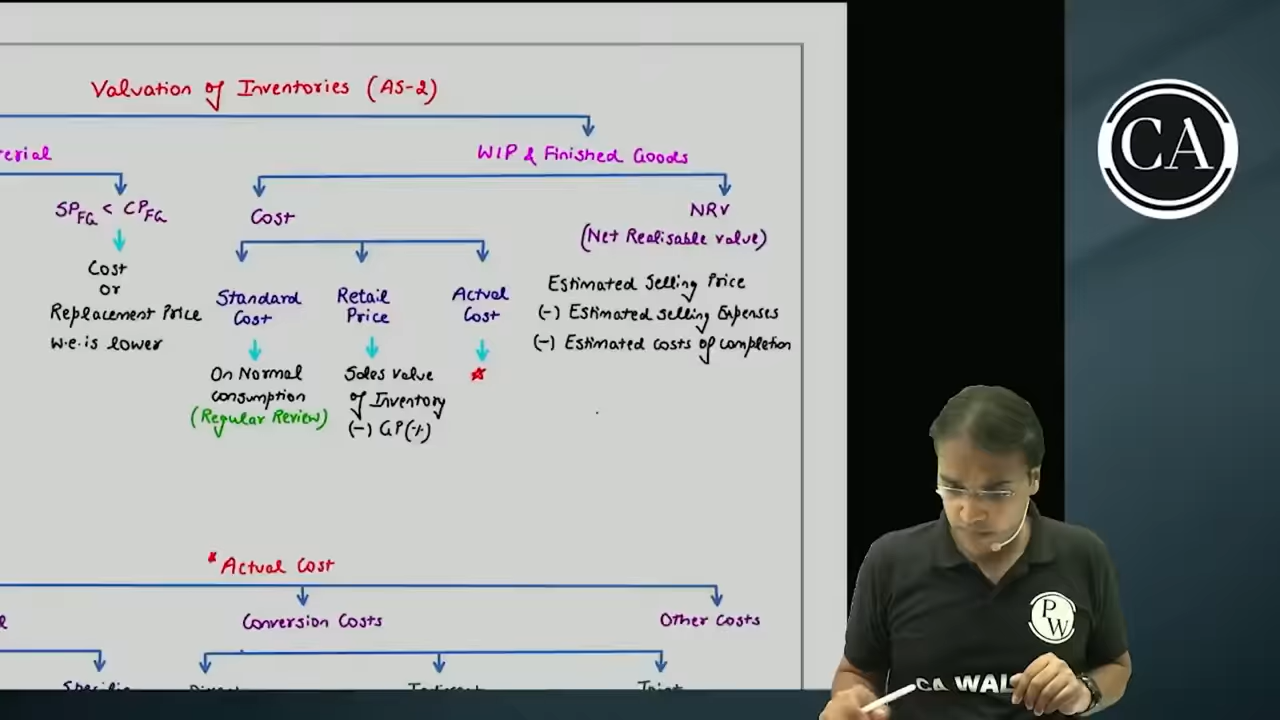 Valuation of Inventories (AS-2)
erial
WIP & Finished Goods
SPFG < CPFG
Cost
NRV
(Net Realisable value)
Cost
or
Replacement Price
w.e. is lower
Standard
Cost
Retail
Price
Actual
Cost
Estimated Selling Price
(-) Estimated selling Expenses
(-) Estimated costs of completion
On Normal
consumption
(Regular Review)
Sales value
of Inventory
(-) GP(%)
* Actual Cost
Conversion Costs
Other Costs
CA
P
W
CA WAL